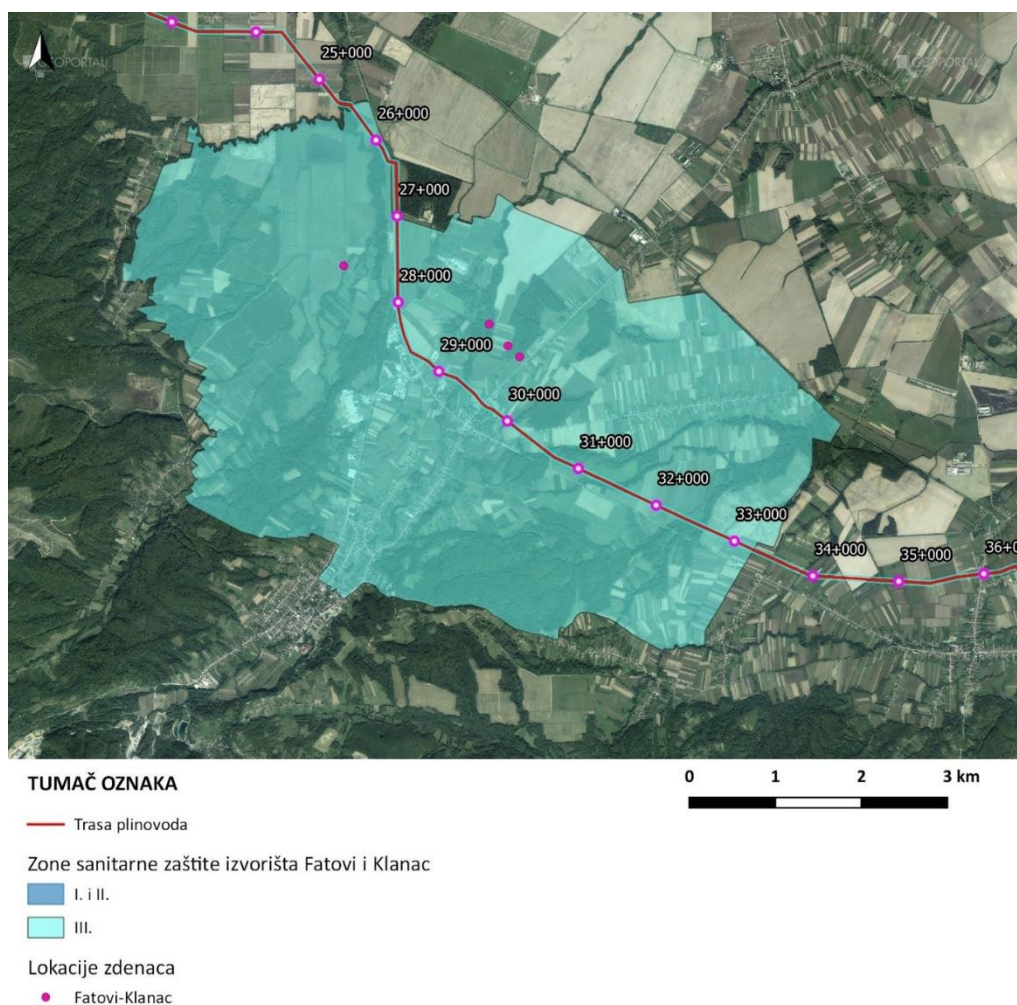 GEOPORTAL
GEOPORTAL
25+000
26+000
27+000
28+000
29+000
30+000
31+000
32+000
33+000
34+000
35+000
TUMAČ OZNAKA
0 1 2 3 km
Trasa plinovoda
Zone sanitarne zaštite izvorišta Fatovi i Klanac
I. i II.
III.
Lokacije zdenaca
Fatovi-Klanac